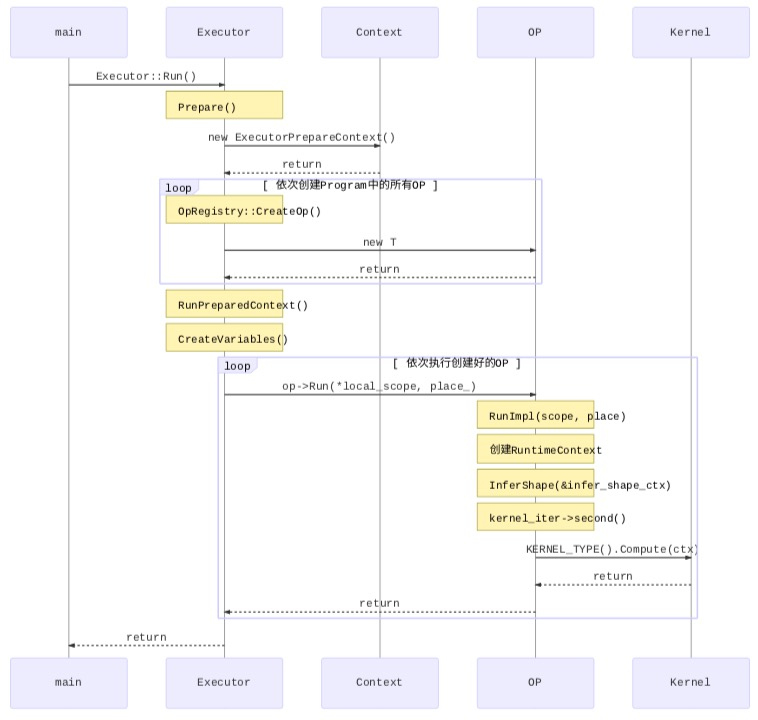 main Executor Context OP Kernel
Executor::Run()
Prepare()
new ExecutorPrepareContext()
return
loop [ 依次创建Program中的所有OP ]
OpRegistry::CreateOp()
new T
return
RunPreparedContext()
CreateVariables()
loop [ 依次执行创建好的OP ]
op->Run(*local_scope, place_)
RunImpl(scope, place)
创建RuntimeContext
InferShape(&infer_shape_ctx)
kernel_iter->second()
KERNEL_TYPE().Compute(ctx)
return
return
return
main Executor Context OP Kernel